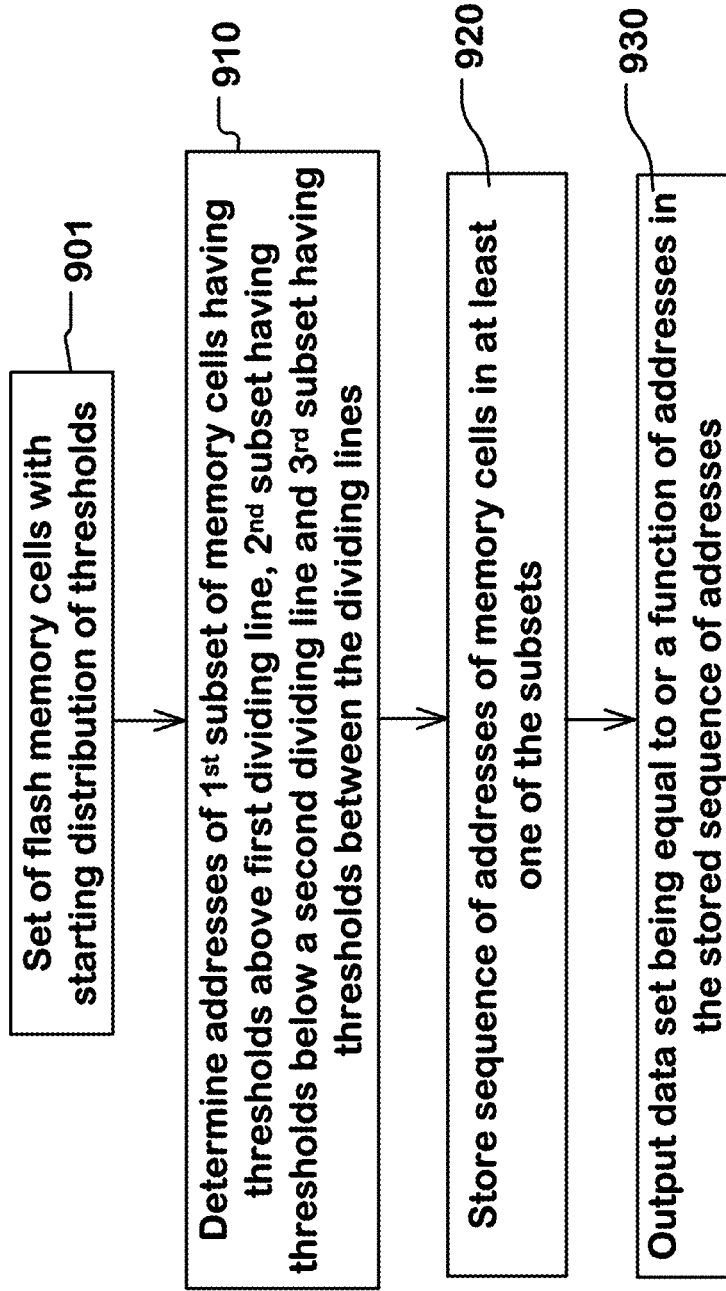 Set of flash memory cells with
starting distribution of thresholds
901
Determine addresses of 1st subset of memory cells having
thresholds above first dividing line, 2nd subset having
thresholds below a second dividing line and 3rd subset having
thresholds between the dividing lines
910
Store sequence of addresses of memory cells in at least
one of the subsets
920
Output data set being equal to or a function of addresses in
the stored sequence of addresses
930